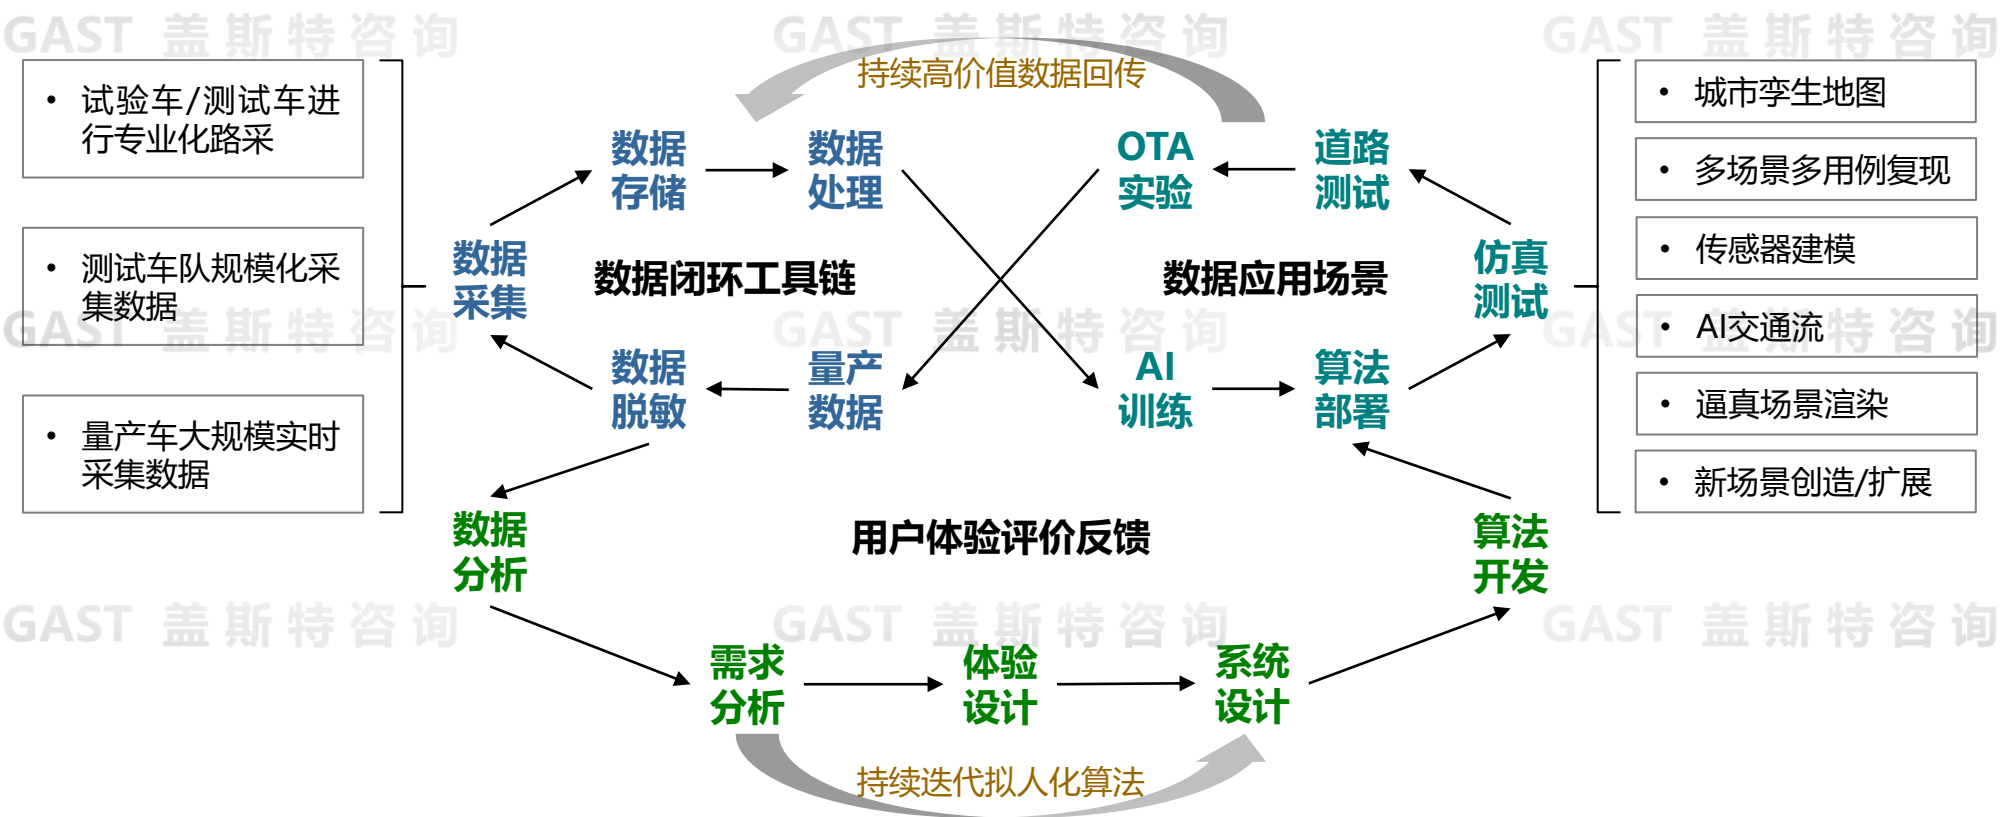 GAST 盖斯特咨询
GAST 盖斯特咨询
GAST 盖斯特咨询
持续高价值数据回传
• 试验车/测试车进
行专业化路采
• 测试车队规模化采
集数据
• 量产车大规模实时
采集数据
数据
采集
数据
存储
数据
处理
数据闭环工具链
数据
脱敏
量产
数据
OTA
实验
道路
测试
数据应用场景
仿真
测试
AI
训练
算法
部署
• 城市孪生地图
• 多场景多用例复现
• 传感器建模
• AI交通流
• 逼真场景渲染
• 新场景创造/扩展
GAST 盖斯特咨询
GAST 盖斯特咨询
GAST 盖斯特咨询
数据
分析
用户体验评价反馈
算法
开发
GAST 盖斯特咨询
GAST 盖斯特咨询
GAST 盖斯特咨询
需求
分析
体验
设计
系统
设计
持续迭代拟人化算法